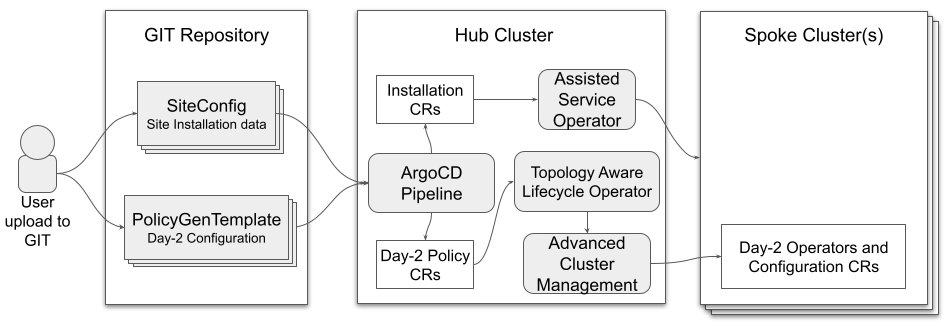 GIT Repository
Hub Cluster
Spoke Cluster(s)
SiteConfig
Site Installation data
PolicyGenTemplate
Day-2 Configuration
User
upload to
GIT
Installation
CRs
Assisted
Service
Operator
ArgoCD
Pipeline
Topology Aware
Lifecycle Operator
Day-2 Policy
CRs
Advanced
Cluster
Management
Day-2 Operators and
Configuration CRs